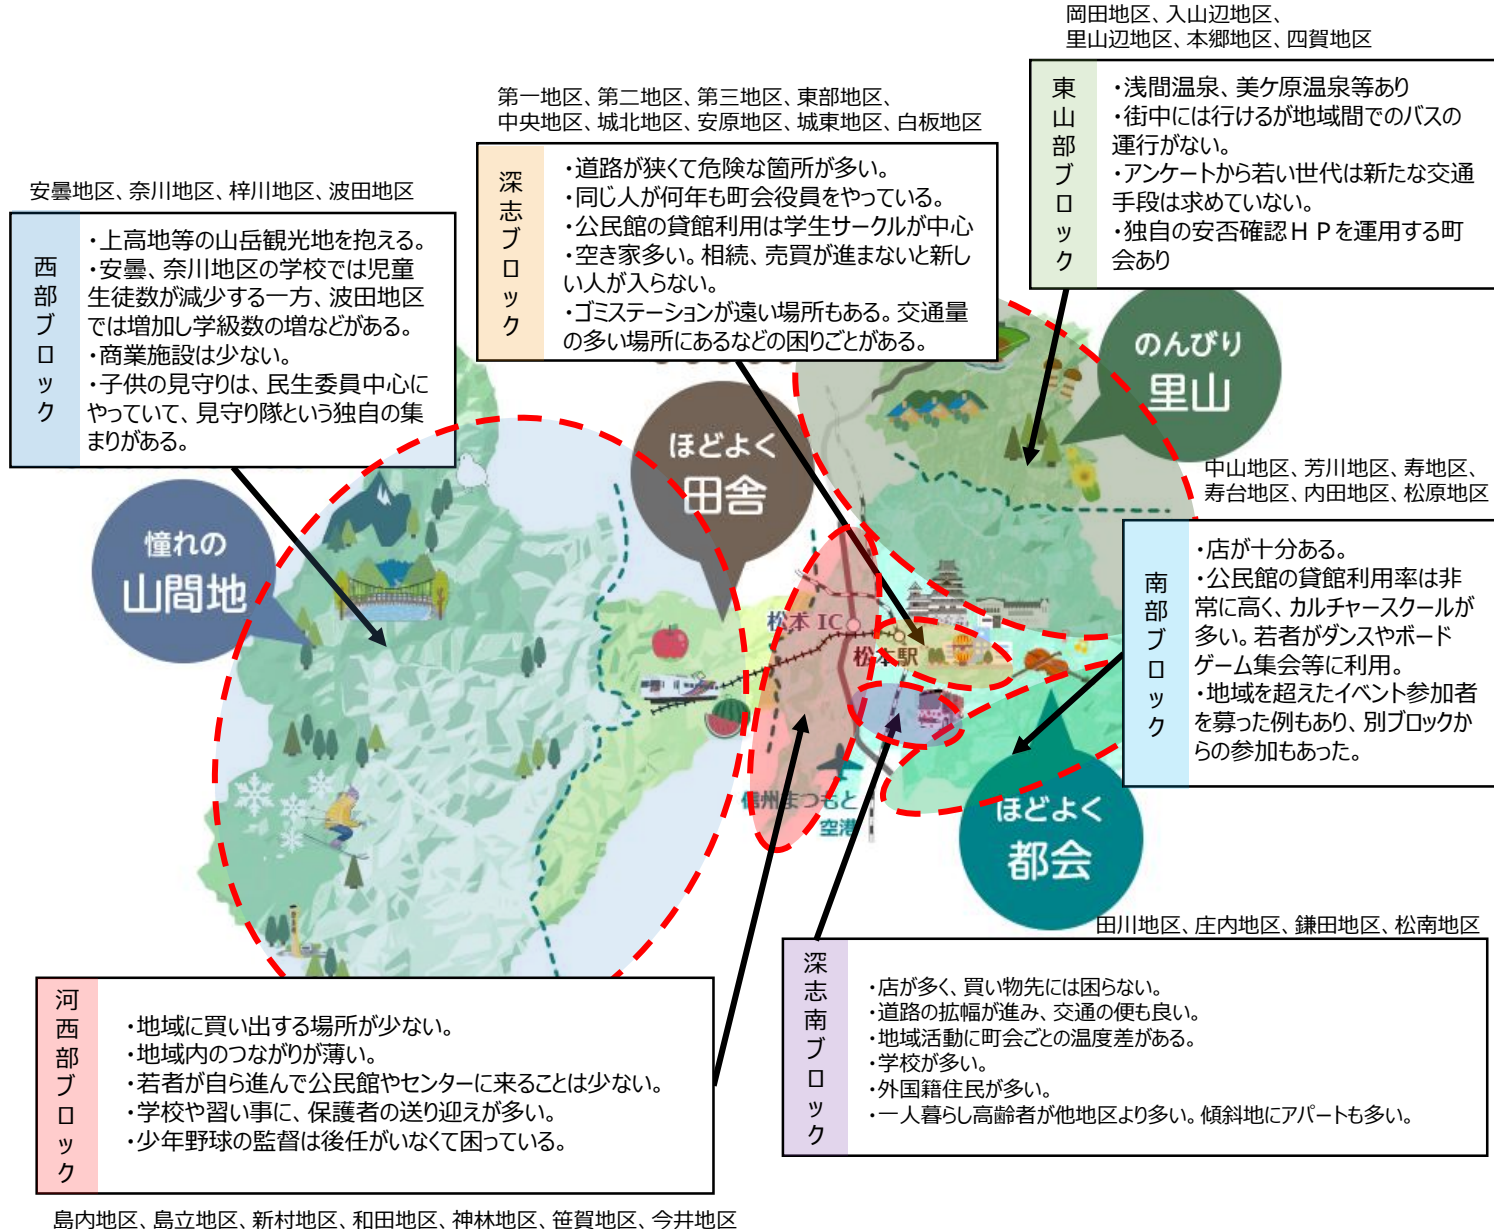 岡田地区、入山辺地区、
里山辺地区、本郷地区、四賀地区
東山部ブロック
・浅間温泉、美ケ原温泉等あり
・街中には行けるが地域間でのバスの
運行がない。
・アンケートから若い世代は新たな交通
手段は求めていない。
・独自の安否確認ＨＰを運用する町
会あり
第一地区、第二地区、第三地区、東部地区、
中央地区、城北地区、安原地区、城東地区、白板地区
深志ブロック
・道路が狭くて危険な箇所が多い。
・同じ人が何年も町会役員をやっている。
・公民館の貸館利用は学生サークルが中心
・空き家多い。相続、売買が進まないと新し
い人が入らない。
・ゴミステーションが遠い場所もある。交通量
の多い場所にあるなどの困りごとがある。
安曇地区、奈川地区、梓川地区、波田地区
西部ブロック
・上高地等の山岳観光地を抱える。
・安曇、奈川地区の学校では児童
生徒数が減少する一方、波田地区
では増加し学級数の増などがある。
・商業施設は少ない。
・子供の見守りは、民生委員中心に
やっていて、見守り隊という独自の集
まりがある。
のんびり
里山
ほどよく
田舎
憧れの
山間地
中山地区、芳川地区、寿地区、
寿台地区、内田地区、松原地区
南部ブロック
・店が十分ある。
・公民館の貸館利用率は非
常に高く、カルチャースクールが
多い。若者がダンスやボード
ゲーム集会等に利用。
・地域を超えたイベント参加者
を募った例もあり、別ブロックか
らの参加もあった。
松本 IC
松本駅
信州まつもと
空港
ほどよく
都会
田川地区、庄内地区、鎌田地区、松南地区
深志南ブロック
・店が多く、買い物先には困らない。
・道路の拡幅が進み、交通の便も良い。
・地域活動に町会ごとの温度差がある。
・学校が多い。
・外国籍住民が多い。
・一人暮らし高齢者が他地区より多い。傾斜地にアパートも多い。
河西部ブロック
・地域に買い出する場所が少ない。
・地域内のつながりが薄い。
・若者が自ら進んで公民館やセンターに来ることは少ない。
・学校や習い事に、保護者の送り迎えが多い。
・少年野球の監督は後任がいなくて困っている。
島内地区、島立地区、新村地区、和田地区、神林地区、笹賀地区、今井地区